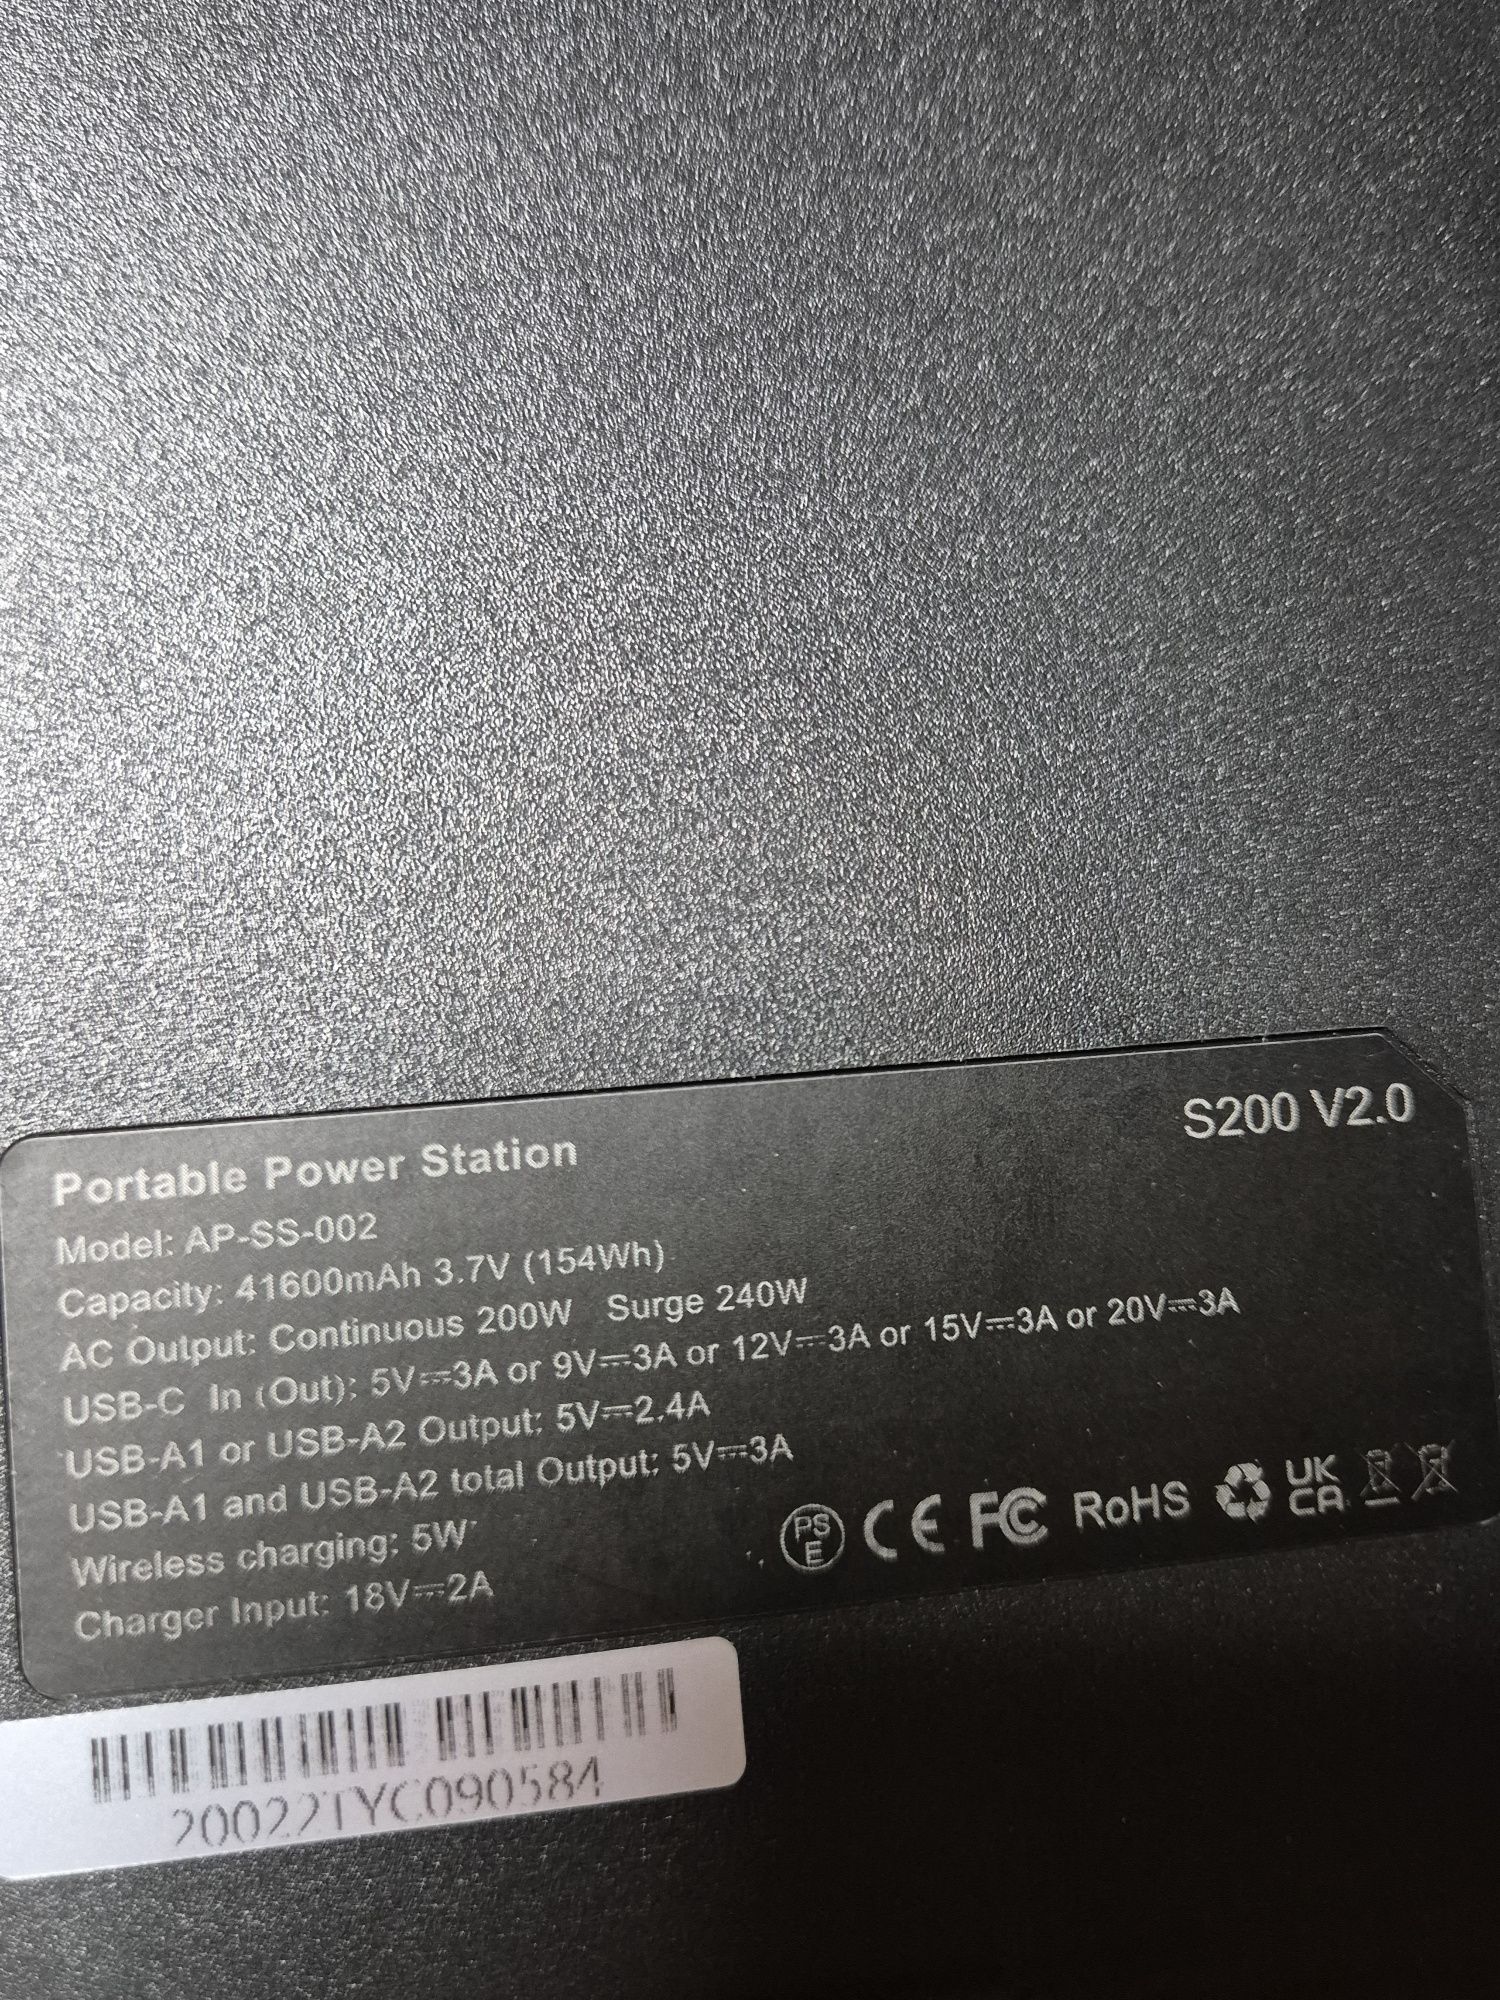 S200 V2.0
Portable Power Station
Model: AP-SS-002
Capacity: 41600mAh 3.7V (154Wh)
AC Output: Continuous 200W Surge 240W
USB-C In (Out): 5V⎓3A or 9V⎓3A or 12V⎓3A or 15V⎓3A or 20V⎓3A
USB-A1 or USB-A2 Output: 5V⎓2.4A
USB-A1 and USB-A2 total Output: 5V⎓3A
Wireless charging: 5W
Charger Input: 18V⎓2A
PS
E
CE FC RoHS
UK
CA
20022TYC090584